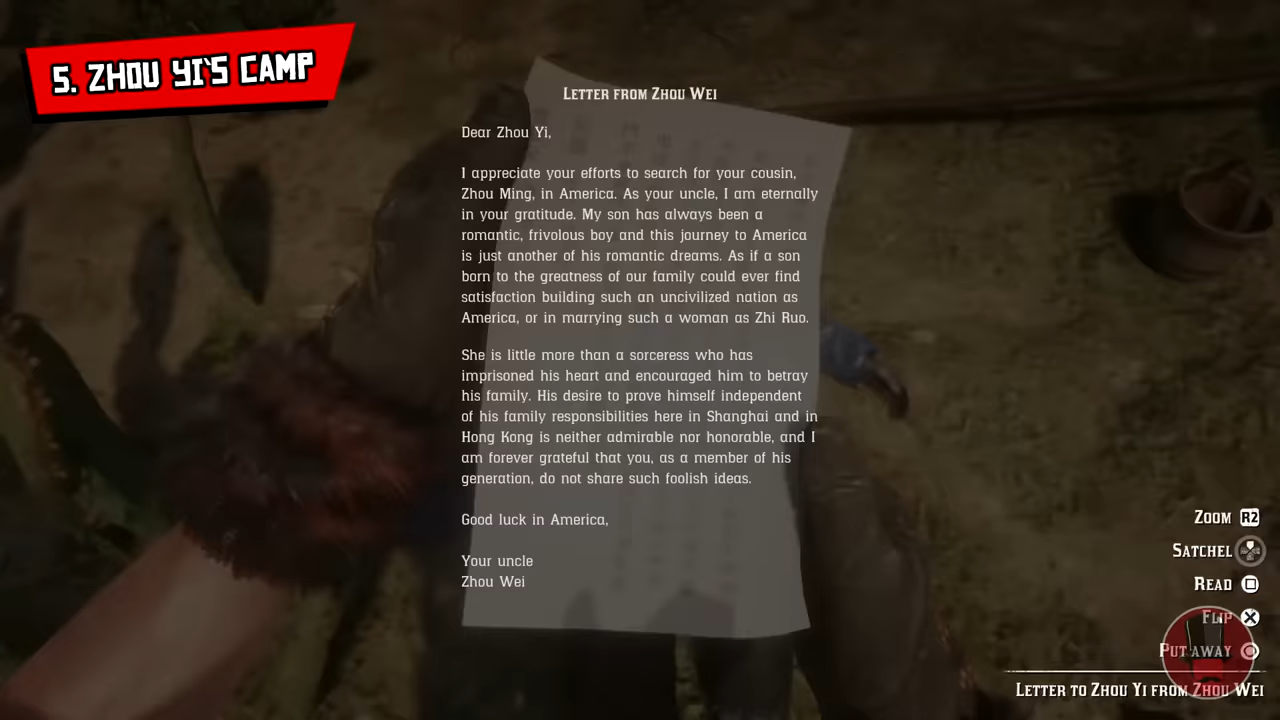 5. ZHOU YI'S CAMP
LETTER FROM ZHOU WEI
Dear Zhou Yi,
I appreciate your efforts to search for your cousin,
Zhou Ming, in America. As your uncle, I am eternally
in your gratitude. My son has always been a
romantic, frivolous boy and this journey to America
is just another of his romantic dreams. As if a son
born to the greatness of our family could ever find
satisfaction building such an uncivilized nation as
America, or in marrying such a woman as Zhi Ruo.
She is little more than a sorceress who has
imprisoned his heart and encouraged him to betray
his family. His desire to prove himself independent
of his family responsibilities here in Shanghai and in
Hong Kong is neither admirable nor honorable, and I
am forever grateful that you, as a member of his
generation, do not share such foolish ideas.
Good luck in America,
Your uncle
Zhou Wei
ZOOM R2
SATCHEL
READ
FLIP
PUT AWAY
LETTER TO ZHOU YI FROM ZHOU WEI